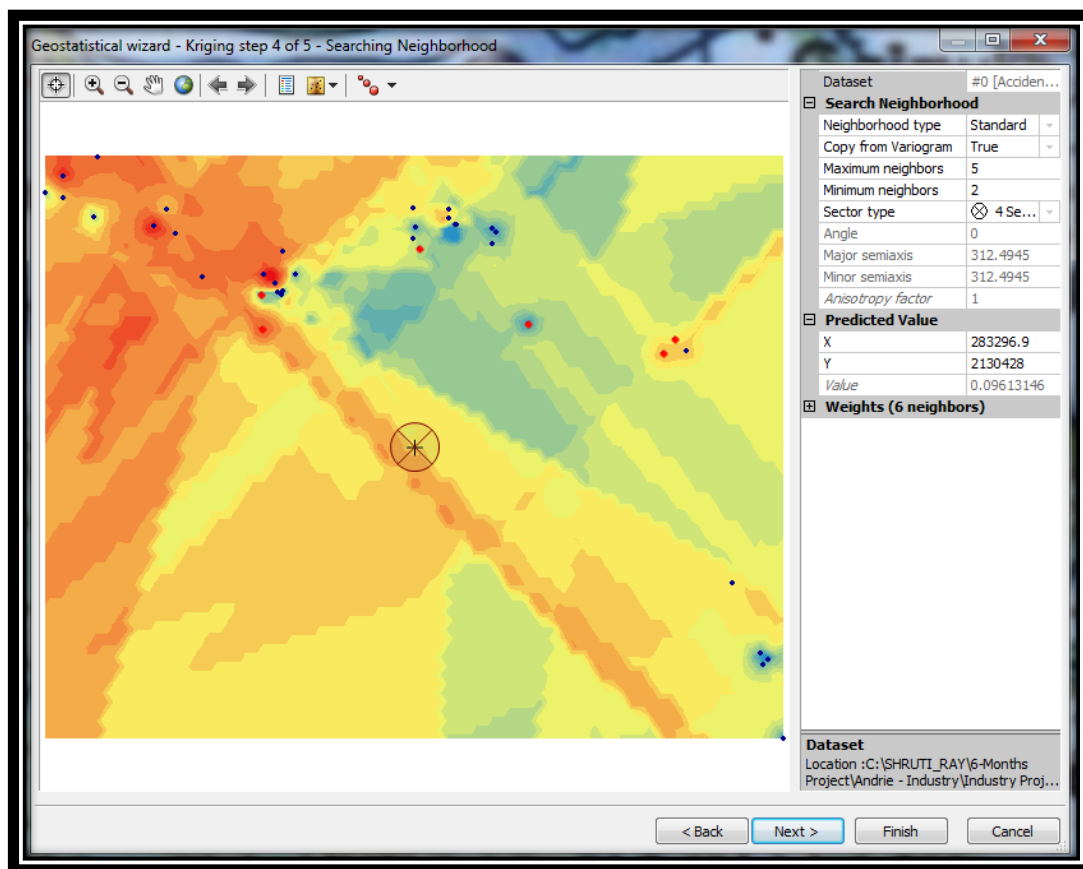 Geostatistical wizard - Kriging step 4 of 5 - Searching Neighborhood
Dataset #0 [Acciden...
Search Neighborhood
Neighborhood type Standard
Copy from Variogram True
Maximum neighbors 5
Minimum neighbors 2
Sector type 4 Se...
Angle 0
Major semiaxis 312.4945
Minor semiaxis 312.4945
Anisotropy factor 1
Predicted Value
X 283296.9
Y 2130428
Value 0.09613146
Weights (6 neighbors)
Dataset
Location :C:\SHRUTI_RAY\6-Months
Project\Andrie - Industry\Industry Proj...
< Back Next > Finish Cancel